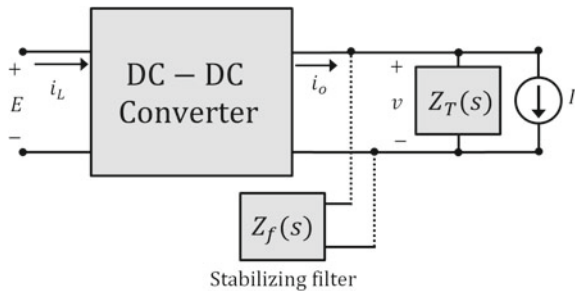 +
E
−
i_L
DC − DC
Converter
i_o
+
v
−
Z_T(s)
I
Z_f(s)
Stabilizing filter